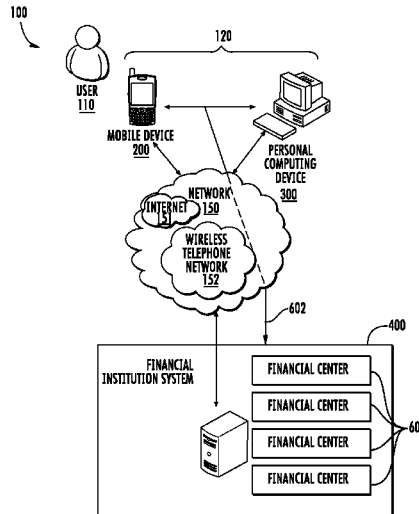 100
120
USER
110
MOBILE DEVICE
200
PERSONAL
COMPUTING
DEVICE
300
NETWORK
150
INTERNET
151
WIRELESS
TELEPHONE
NETWORK
152
602
400
FINANCIAL
INSTITUTION SYSTEM
FINANCIAL CENTER
FINANCIAL CENTER
FINANCIAL CENTER
FINANCIAL CENTER